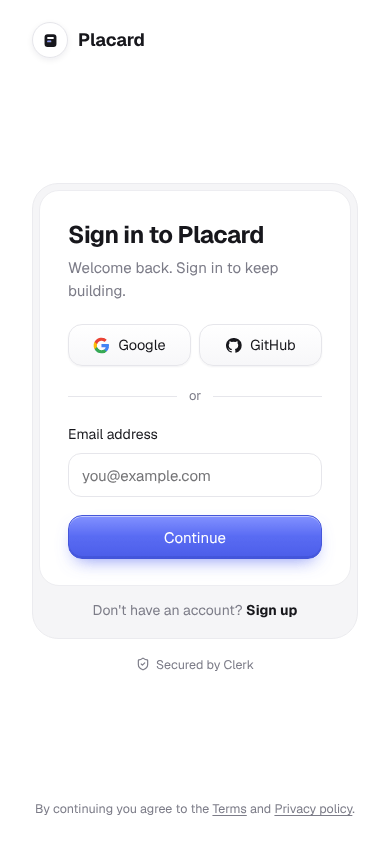 Placard
Sign in to Placard
Welcome back. Sign in to keep
building.
Google
GitHub
or
Email address
you@example.com
Continue
Don't have an account? Sign up
Secured by Clerk
By continuing you agree to the Terms and Privacy policy.